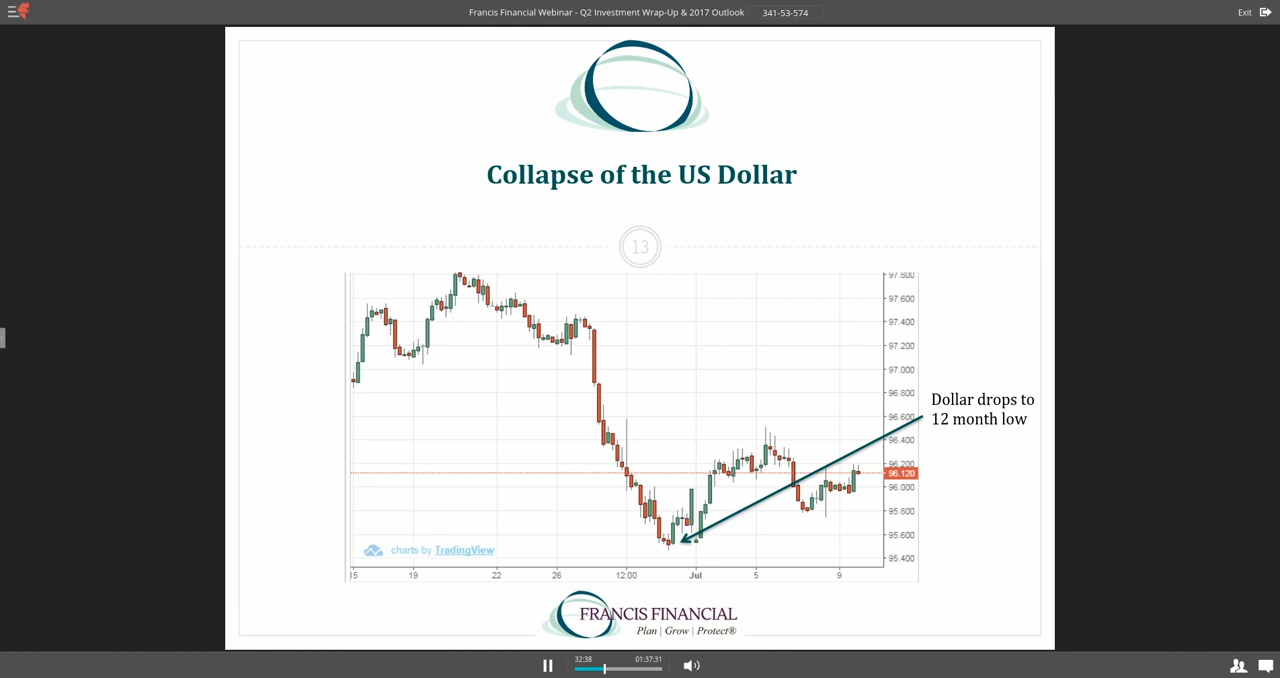 Francis Financial Webinar - Q2 Investment Wrap-Up & 2017 Outlook 341-53-574 Exit
Collapse of the US Dollar
13
97.800
97.600
97.400
97.200
97.000
96.800
96.600
96.400
96.200
96.120
96.000
95.800
95.600
95.400
Dollar drops to
12 month low
charts by TradingView
15 19 22 26 12:00 Jul 5 9
FRANCIS FINANCIAL
Plan | Grow | Protect®
32:38 01:37:31